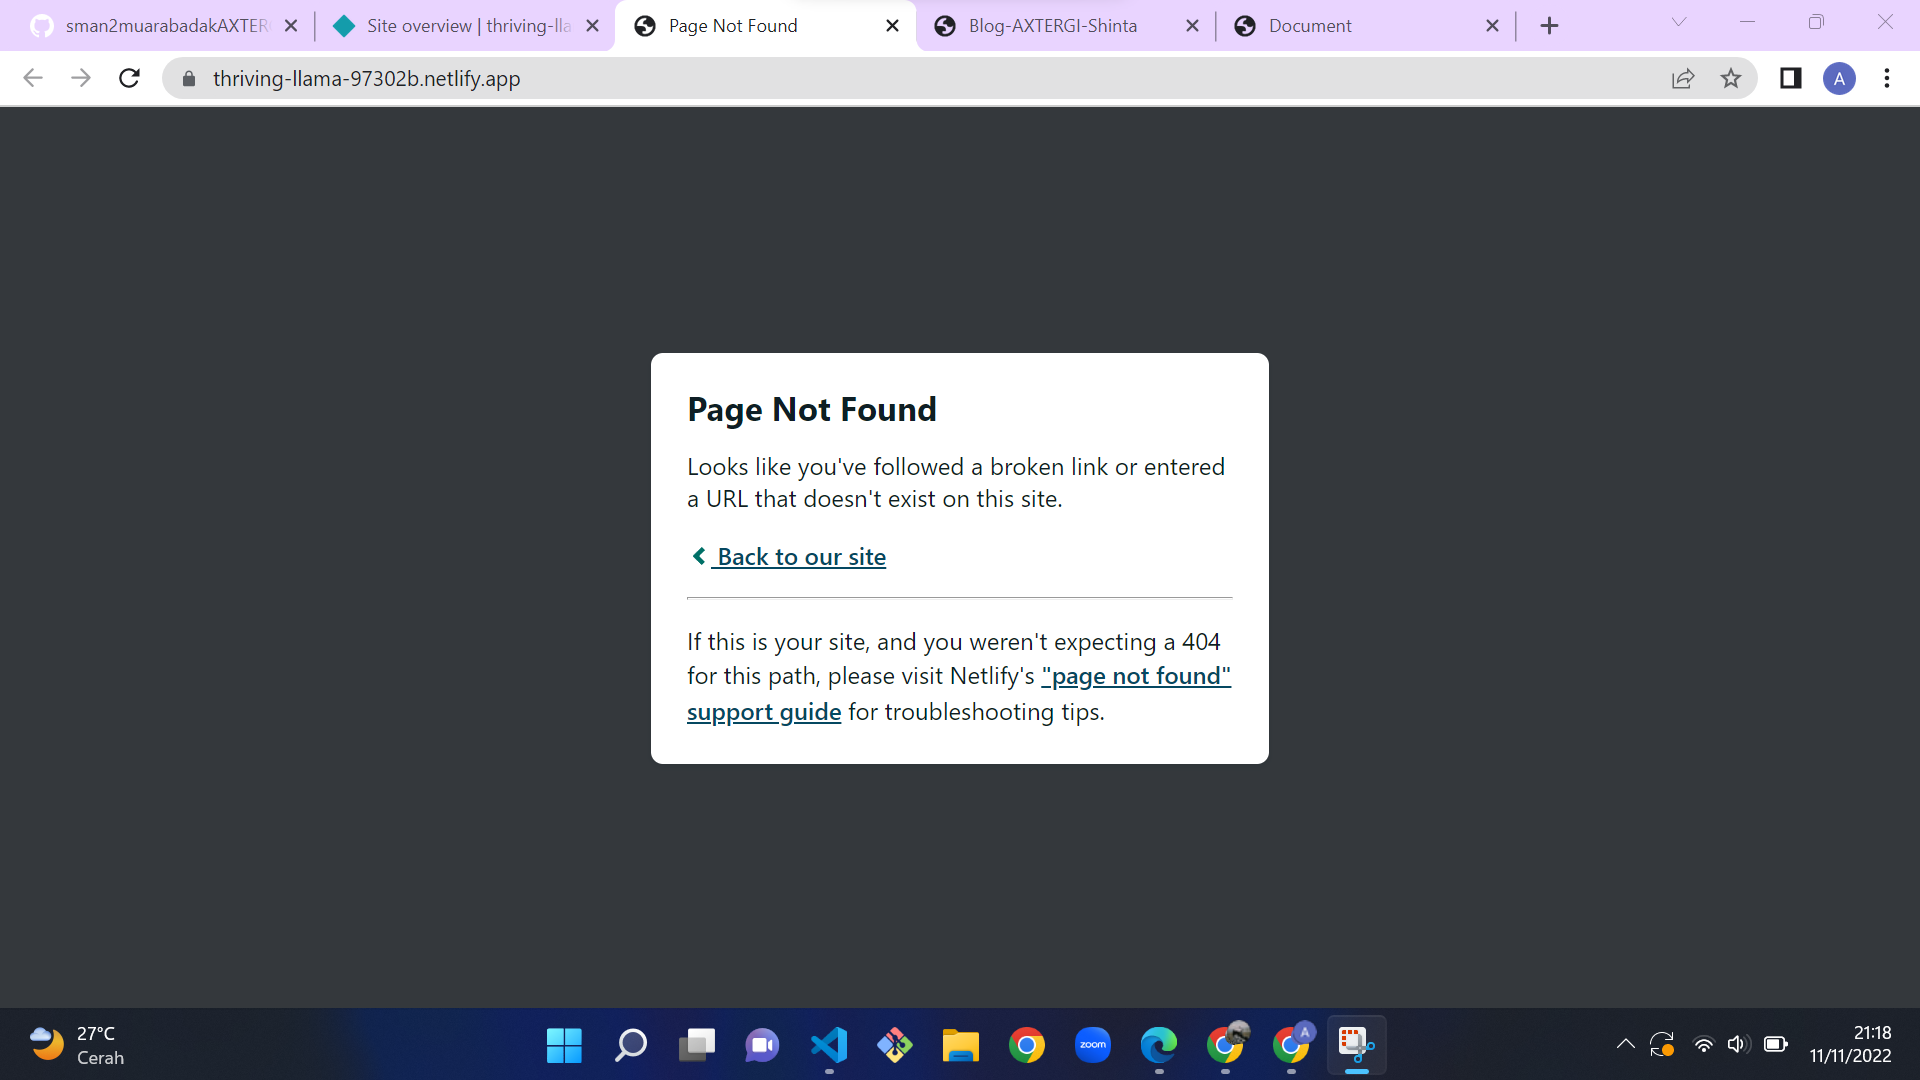 sman2muarabadakAXTER
Site overview | thriving-lla
Page Not Found
Blog-AXTERGI-Shinta
Document
thriving-llama-97302b.netlify.app
A
Page Not Found
Looks like you've followed a broken link or entered
a URL that doesn't exist on this site.
Back to our site
If this is your site, and you weren't expecting a 404
for this path, please visit Netlify's "page not found"
support guide for troubleshooting tips.
27°C
Cerah
zoom
A
21:18
11/11/2022